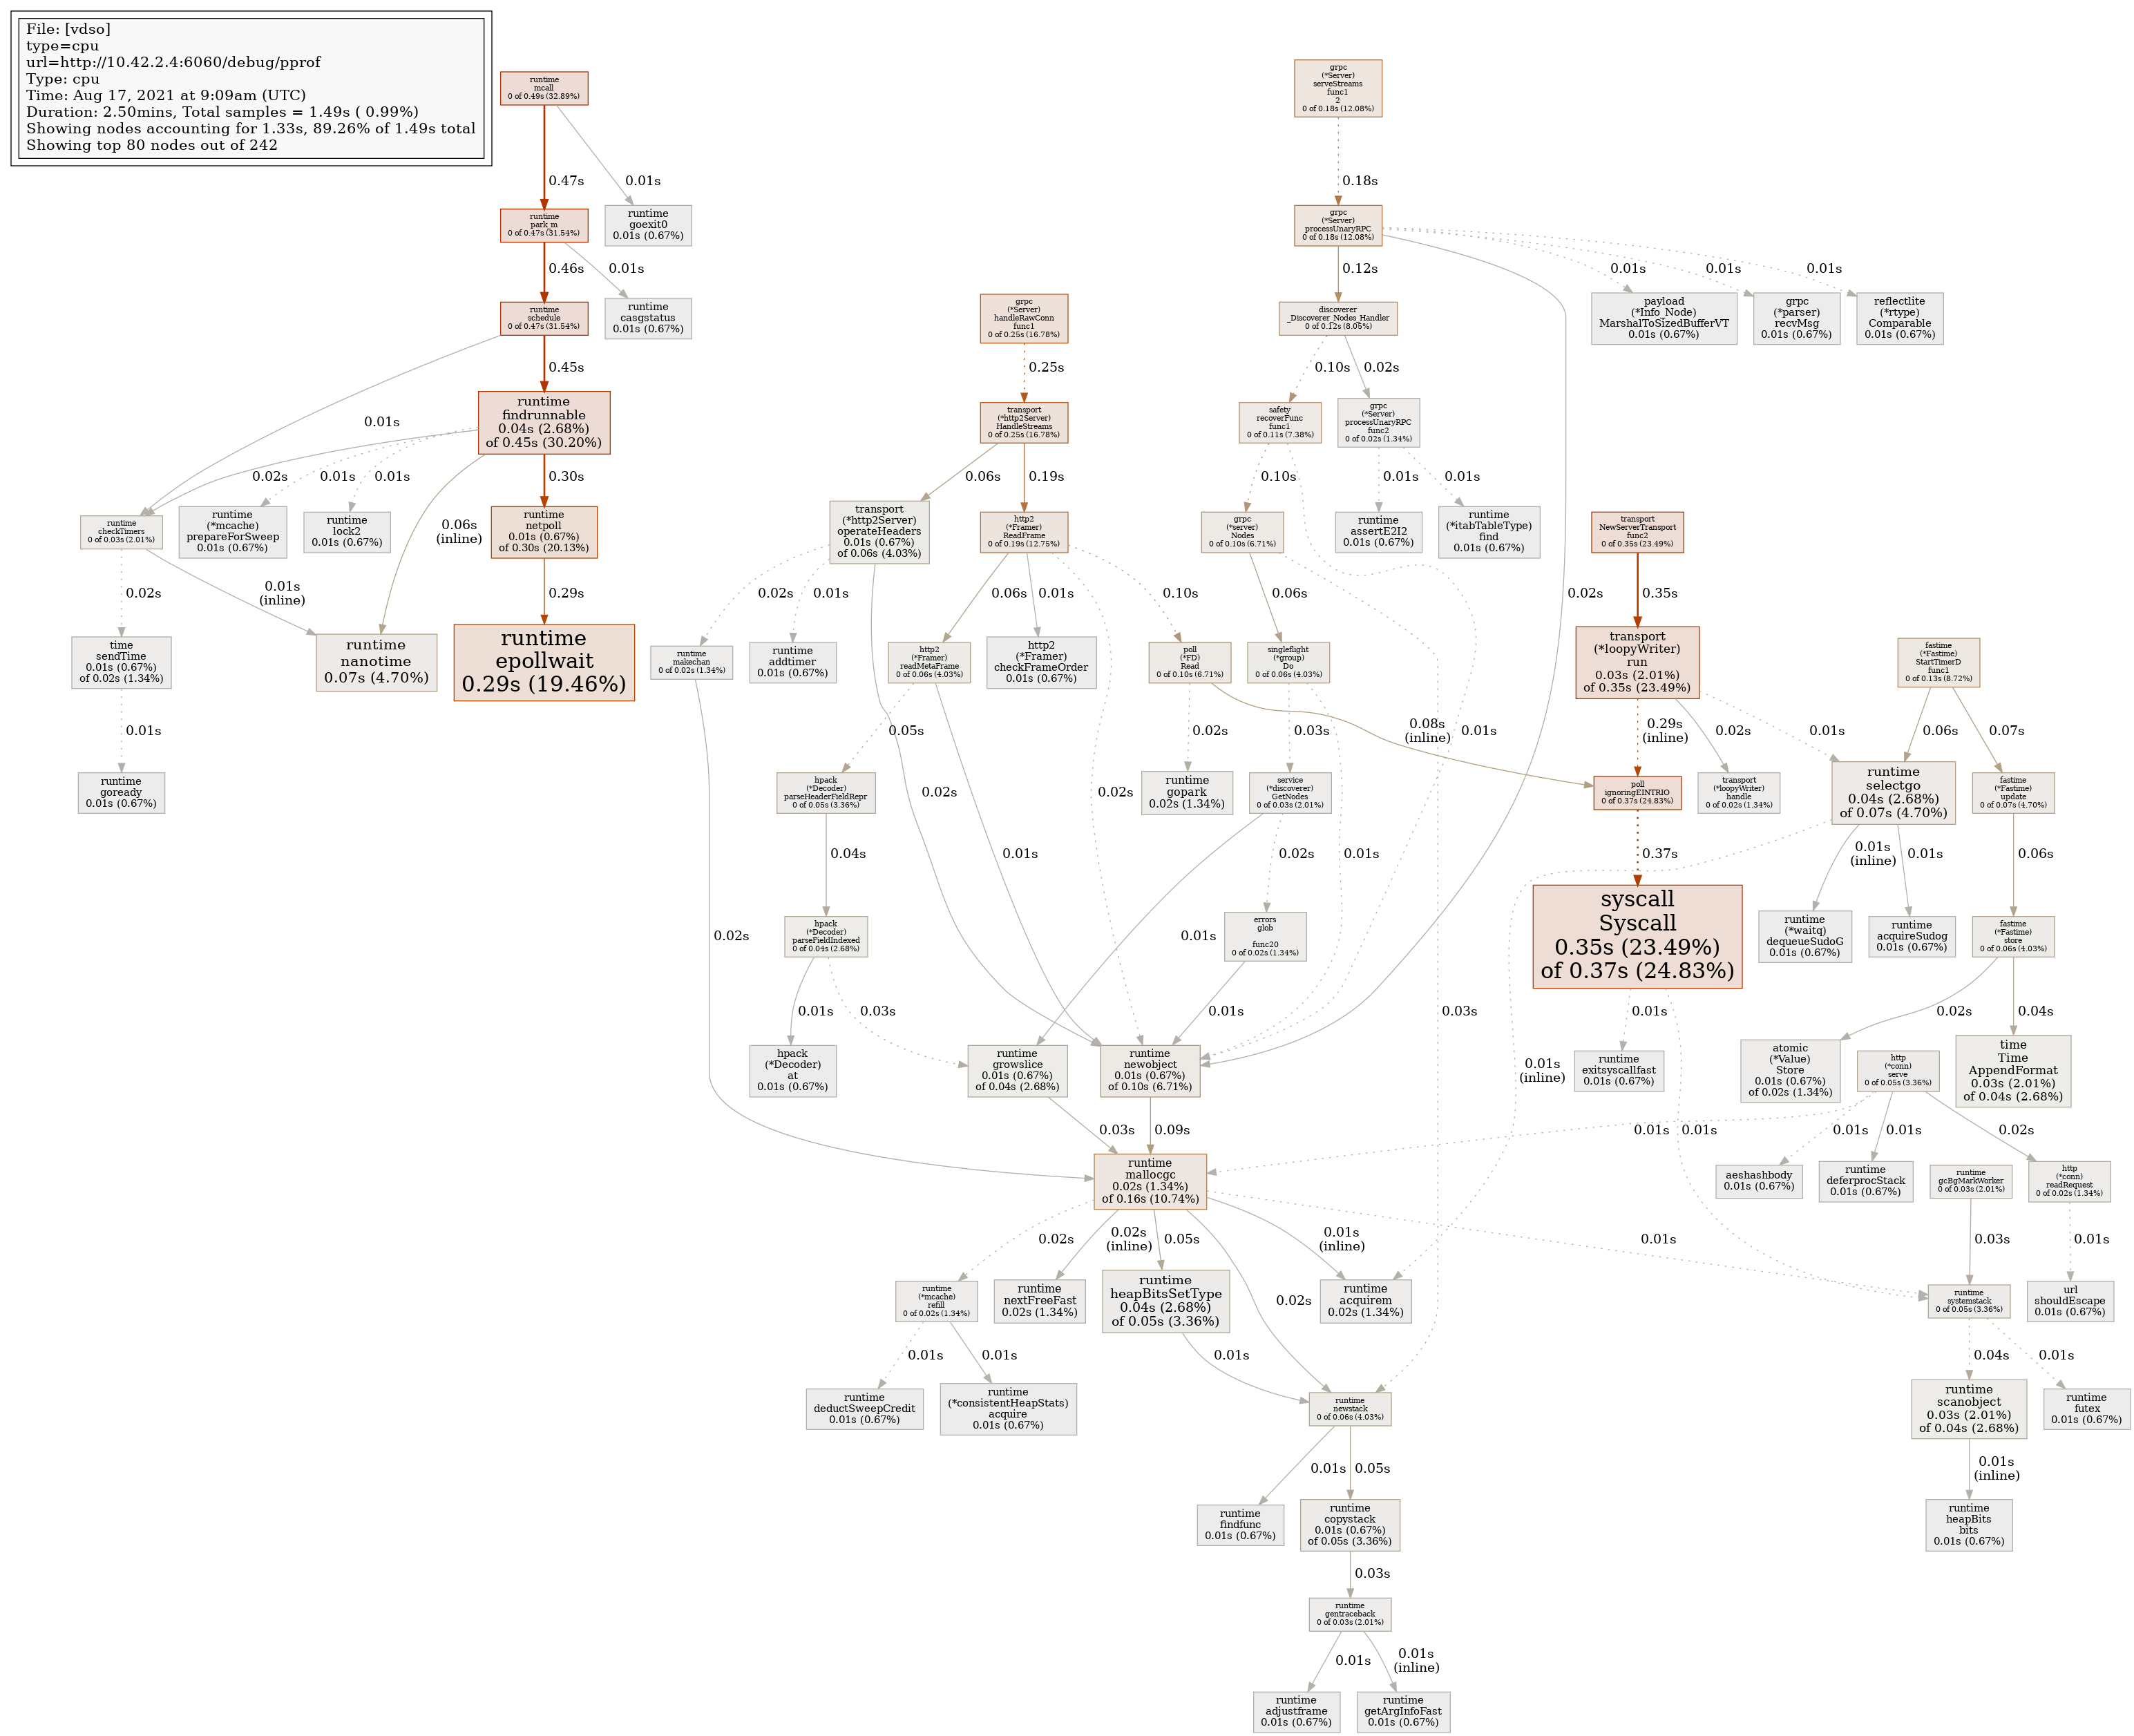 File: [vdso]
type=cpu
url=http://10.42.2.4:6060/debug/pprof
Type: cpu
Time: Aug 17, 2021 at 9:09am (UTC)
Duration: 2.50mins, Total samples = 1.49s ( 0.99%)
Showing nodes accounting for 1.33s, 89.26% of 1.49s total
Showing top 80 nodes out of 242
runtime
mcall
0 of 0.49s (32.89%)
grpc
(*Server)
serveStreams
func1
2
0 of 0.18s (12.08%)
0.47s
0.01s
0.18s
runtime
park_m
0 of 0.47s (31.54%)
runtime
goexit0
0.01s (0.67%)
grpc
(*Server)
processUnaryRPC
0 of 0.18s (12.08%)
0.46s
0.01s
0.12s
0.01s
0.01s
0.01s
runtime
schedule
0 of 0.47s (31.54%)
runtime
casgstatus
0.01s (0.67%)
grpc
(*Server)
handleRawConn
func1
0 of 0.25s (16.78%)
discoverer
_Discoverer_Nodes_Handler
0 of 0.12s (8.05%)
payload
(*Info_Node)
MarshalToSizedBufferVT
0.01s (0.67%)
grpc
(*parser)
recvMsg
0.01s (0.67%)
reflectlite
(*rtype)
Comparable
0.01s (0.67%)
0.01s
0.45s
0.25s
0.10s
0.02s
runtime
findrunnable
0.04s (2.68%)
of 0.45s (30.20%)
transport
(*http2Server)
HandleStreams
0 of 0.25s (16.78%)
safety
recoverFunc
func1
0 of 0.11s (7.38%)
grpc
(*Server)
processUnaryRPC
func2
0 of 0.02s (1.34%)
0.02s
0.01s
0.01s
0.06s
(inline)
0.30s
0.06s
0.19s
0.10s
0.01s
0.01s
0.02s
runtime
checkTimers
0 of 0.03s (2.01%)
runtime
(*mcache)
prepareForSweep
0.01s (0.67%)
runtime
lock2
0.01s (0.67%)
runtime
netpoll
0.01s (0.67%)
of 0.30s (20.13%)
transport
(*http2Server)
operateHeaders
0.01s (0.67%)
of 0.06s (4.03%)
http2
(*Framer)
ReadFrame
0 of 0.19s (12.75%)
grpc
(*server)
Nodes
0 of 0.10s (6.71%)
runtime
assertE2I2
0.01s (0.67%)
runtime
(*itabTableType)
find
0.01s (0.67%)
transport
NewServerTransport
func2
0 of 0.35s (23.49%)
0.02s
0.01s
(inline)
0.29s
0.02s
0.01s
0.06s
0.01s
0.10s
0.06s
0.35s
time
sendTime
0.01s (0.67%)
of 0.02s (1.34%)
runtime
nanotime
0.07s (4.70%)
runtime
epollwait
0.29s (19.46%)
runtime
makechan
0 of 0.02s (1.34%)
runtime
addtimer
0.01s (0.67%)
http2
(*Framer)
readMetaFrame
0 of 0.06s (4.03%)
http2
(*Framer)
checkFrameOrder
0.01s (0.67%)
poll
(*FD)
Read
0 of 0.10s (6.71%)
singleflight
(*group)
Do
0 of 0.06s (4.03%)
transport
(*loopyWriter)
run
0.03s (2.01%)
of 0.35s (23.49%)
fastime
(*Fastime)
StartTimerD
func1
0 of 0.13s (8.72%)
0.01s
0.05s
0.02s
0.03s
0.08s
(inline)
0.01s
0.29s
(inline)
0.02s
0.01s
0.06s
0.07s
runtime
goready
0.01s (0.67%)
hpack
(*Decoder)
parseHeaderFieldRepr
0 of 0.05s (3.36%)
0.02s
0.02s
runtime
gopark
0.02s (1.34%)
service
(*discoverer)
GetNodes
0 of 0.03s (2.01%)
poll
ignoringEINTRIO
0 of 0.37s (24.83%)
transport
(*loopyWriter)
handle
0 of 0.02s (1.34%)
runtime
selectgo
0.04s (2.68%)
of 0.07s (4.70%)
fastime
(*Fastime)
update
0 of 0.07s (4.70%)
0.04s
0.01s
0.02s
0.01s
0.37s
0.01s
(inline)
0.01s
0.06s
hpack
(*Decoder)
parseFieldIndexed
0 of 0.04s (2.68%)
0.02s
0.01s
errors
glob
func20
0 of 0.02s (1.34%)
syscall
Syscall
0.35s (23.49%)
of 0.37s (24.83%)
runtime
(*waitq)
dequeueSudoG
0.01s (0.67%)
runtime
acquireSudog
0.01s (0.67%)
fastime
(*Fastime)
store
0 of 0.06s (4.03%)
0.01s
0.03s
0.01s
0.03s
0.01s
0.02s
0.04s
hpack
(*Decoder)
at
0.01s (0.67%)
runtime
growslice
0.01s (0.67%)
of 0.04s (2.68%)
runtime
newobject
0.01s (0.67%)
of 0.10s (6.71%)
0.01s
(inline)
runtime
exitsyscallfast
0.01s (0.67%)
atomic
(*Value)
Store
0.01s (0.67%)
of 0.02s (1.34%)
http
(*conn)
serve
0 of 0.05s (3.36%)
time
Time
AppendFormat
0.03s (2.01%)
of 0.04s (2.68%)
0.03s
0.09s
0.01s
0.01s
0.01s
0.01s
0.02s
runtime
mallocgc
0.02s (1.34%)
of 0.16s (10.74%)
aeshashbody
0.01s (0.67%)
runtime
deferprocStack
0.01s (0.67%)
runtime
gcBgMarkWorker
0 of 0.03s (2.01%)
http
(*conn)
readRequest
0 of 0.02s (1.34%)
0.02s
0.02s
(inline)
0.05s
0.02s
0.01s
(inline)
0.01s
0.03s
0.01s
runtime
(*mcache)
refill
0 of 0.02s (1.34%)
runtime
nextFreeFast
0.02s (1.34%)
runtime
heapBitsSetType
0.04s (2.68%)
of 0.05s (3.36%)
runtime
acquirem
0.02s (1.34%)
runtime
systemstack
0 of 0.05s (3.36%)
url
shouldEscape
0.01s (0.67%)
0.01s
0.01s
0.01s
0.04s
0.01s
runtime
deductSweepCredit
0.01s (0.67%)
runtime
(*consistentHeapStats)
acquire
0.01s (0.67%)
runtime
newstack
0 of 0.06s (4.03%)
runtime
scanobject
0.03s (2.01%)
of 0.04s (2.68%)
runtime
futex
0.01s (0.67%)
0.01s
0.05s
0.01s
(inline)
runtime
findfunc
0.01s (0.67%)
runtime
copystack
0.01s (0.67%)
of 0.05s (3.36%)
runtime
heapBits
bits
0.01s (0.67%)
0.03s
runtime
gentraceback
0 of 0.03s (2.01%)
0.01s
0.01s
(inline)
runtime
adjustframe
0.01s (0.67%)
runtime
getArgInfoFast
0.01s (0.67%)